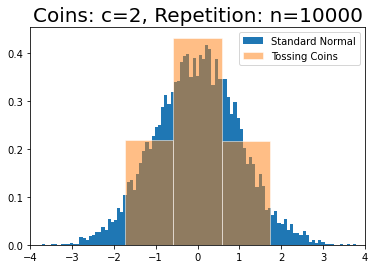 Coins: c=2, Repetition: n=10000
Standard Normal
Tossing Coins
0.4
0.3
0.2
0.1
0.0
−4 −3 −2 −1 0 1 2 3 4